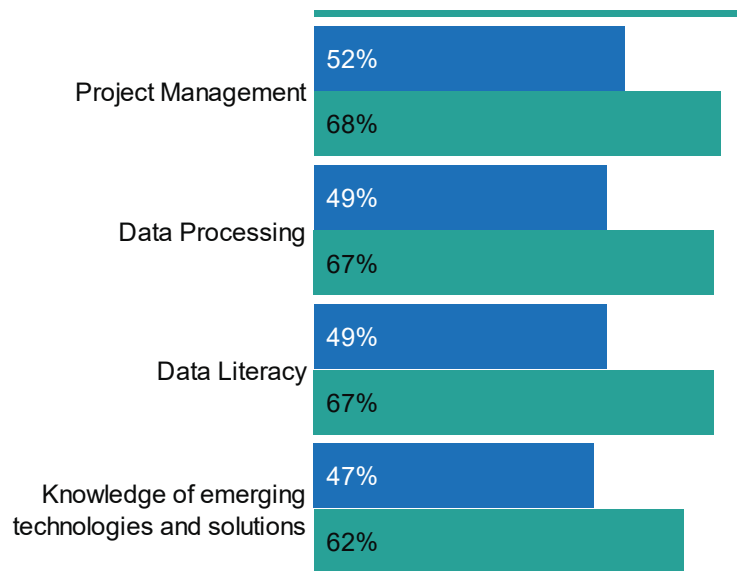 52%
Project Management
68%
49%
Data Processing
67%
49%
Data Literacy
67%
47%
Knowledge of emerging
technologies and solutions
62%